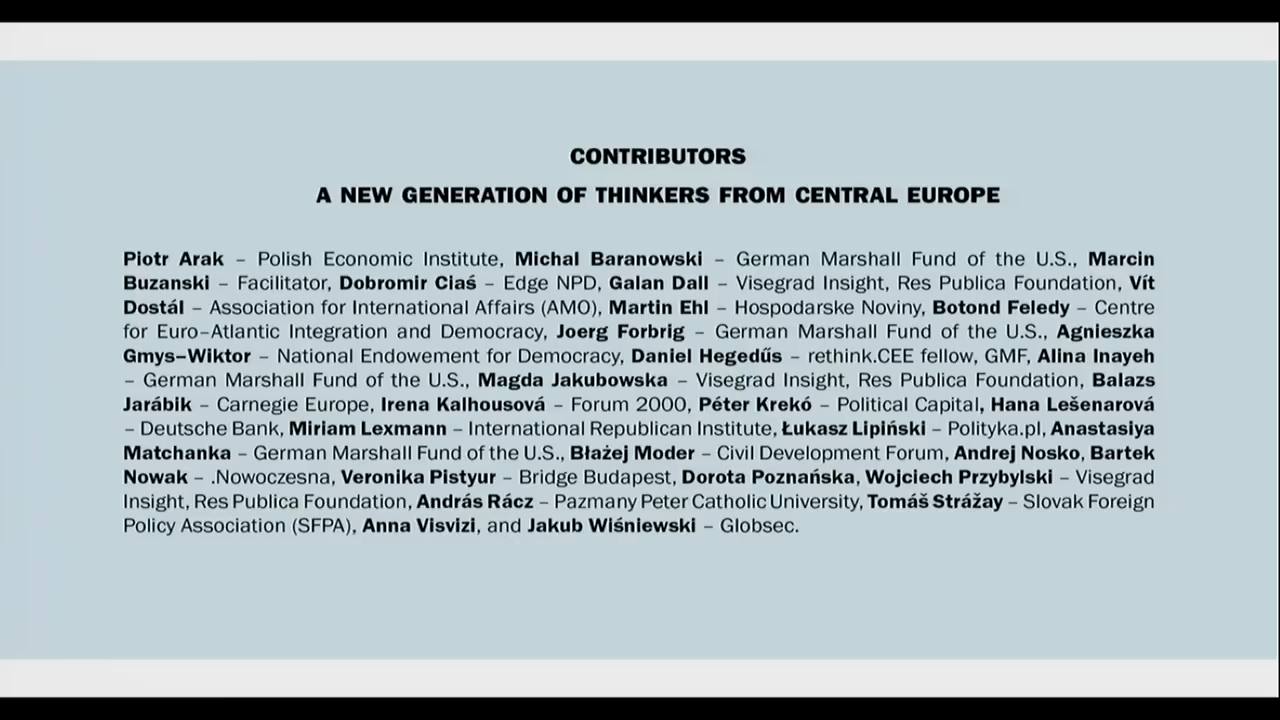 CONTRIBUTORS
A NEW GENERATION OF THINKERS FROM CENTRAL EUROPE
Piotr Arak – Polish Economic Institute, Michal Baranowski – German Marshall Fund of the U.S., Marcin
Buzanski – Facilitator, Dobromir Ciaś – Edge NPD, Galan Dall – Visegrad Insight, Res Publica Foundation, Vít
Dostál – Association for International Affairs (AMO), Martin Ehl – Hospodarske Noviny, Botond Feledy – Centre
for Euro–Atlantic Integration and Democracy, Joerg Forbrig – German Marshall Fund of the U.S., Agnieszka
Gmys–Wiktor – National Endowement for Democracy, Daniel Hegedűs – rethink.CEE fellow, GMF, Alina Inayeh
– German Marshall Fund of the U.S., Magda Jakubowska – Visegrad Insight, Res Publica Foundation, Balazs
Jarábik – Carnegie Europe, Irena Kalhousová – Forum 2000, Péter Krekó – Political Capital, Hana Lešenarová
– Deutsche Bank, Miriam Lexmann – International Republican Institute, Łukasz Lipiński – Polityka.pl, Anastasiya
Matchanka – German Marshall Fund of the U.S., Błażej Moder – Civil Development Forum, Andrej Nosko, Bartek
Nowak – .Nowoczesna, Veronika Pistyur – Bridge Budapest, Dorota Poznańska, Wojciech Przybylski – Visegrad
Insight, Res Publica Foundation, András Rácz – Pazmany Peter Catholic University, Tomáš Strážay – Slovak Foreign
Policy Association (SFPA), Anna Visvizi, and Jakub Wiśniewski – Globsec.